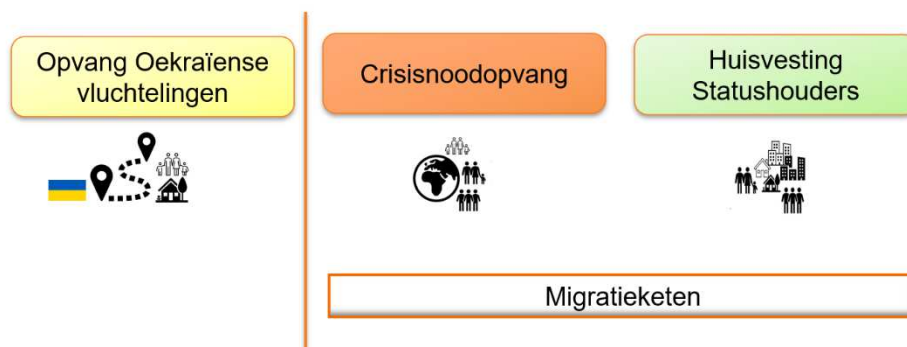 Opvang Oekraïense
vluchtelingen
Crisisnoodopvang
Huisvesting
Statushouders
Migratieketen